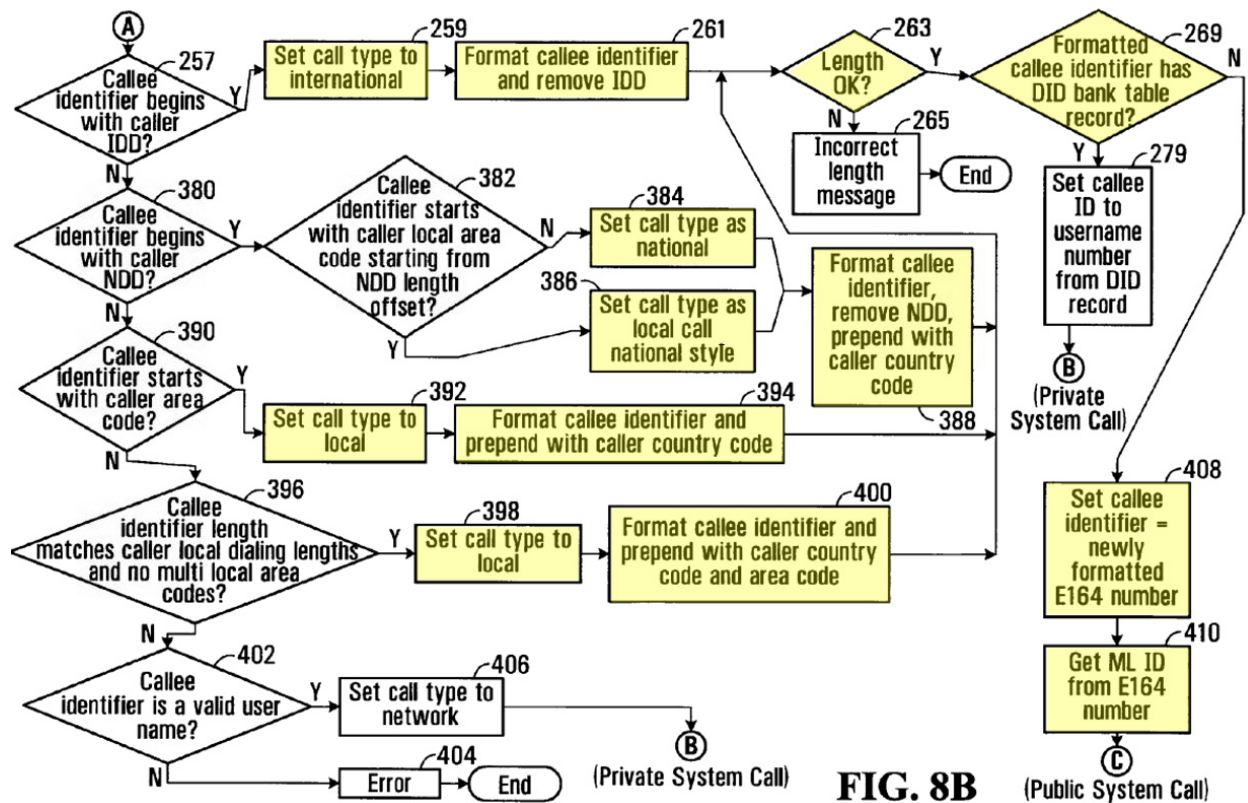 A
257
Callee
identifier begins
with caller
IDD?
Y
N
259
Set call type to
international
261
Format callee identifier
and remove IDD
263
Length
OK?
Y
N
265
Incorrect
length
message
End
269
Formatted
callee identifier has
DID bank table
record?
N
Y
279
Set callee
ID to
username
number
from DID
record
B
(Private
System Call)
380
Callee
identifier begins
with caller
NDD?
Y
N
382
Callee
identifier starts
with caller local area
code starting from
NDD length
offset?
N
Y
384
Set call type as
national
386
Set call type as
local call
national style
Format callee
identifier,
remove NDD,
prepend with
caller country
code
388
390
Callee
identifier starts
with caller area
code?
Y
N
392
Set call type to
local
394
Format callee identifier and
prepend with caller country code
396
Callee
identifier length
matches caller local dialing lengths
and no multi local area
codes?
Y
N
398
Set call type to
local
400
Format callee identifier and
prepend with caller country
code and area code
408
Set callee
identifier =
newly
formatted
E164 number
410
Get ML ID
from E164
number
C
(Public System Call)
402
Callee
identifier is a valid user
name?
Y
N
406
Set call type to
network
B
(Private System Call)
404
Error
End
FIG. 8B